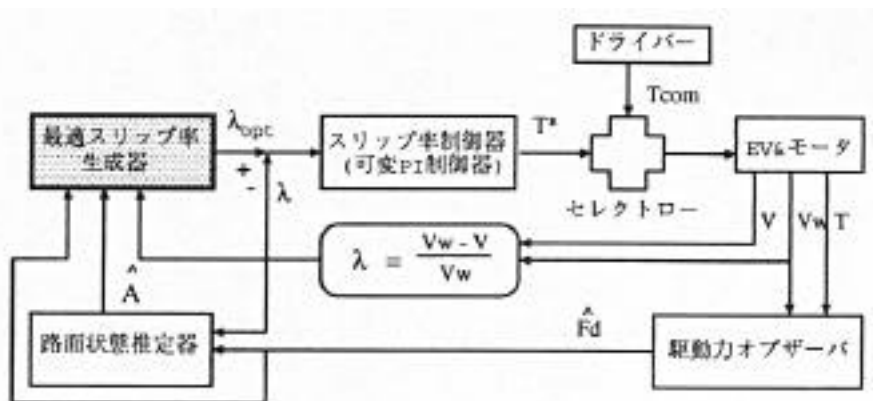 ドライバー
Tcom
最適スリップ率
生成器
λopt
+
-
λ
スリップ率制御器
(可変PI制御器)
T*
セレクトロー
EV&モータ
V
Vw
T
λ = (Vw - V) / Vw
Â
路面状態推定器
F̂d
駆動力オブザーバ